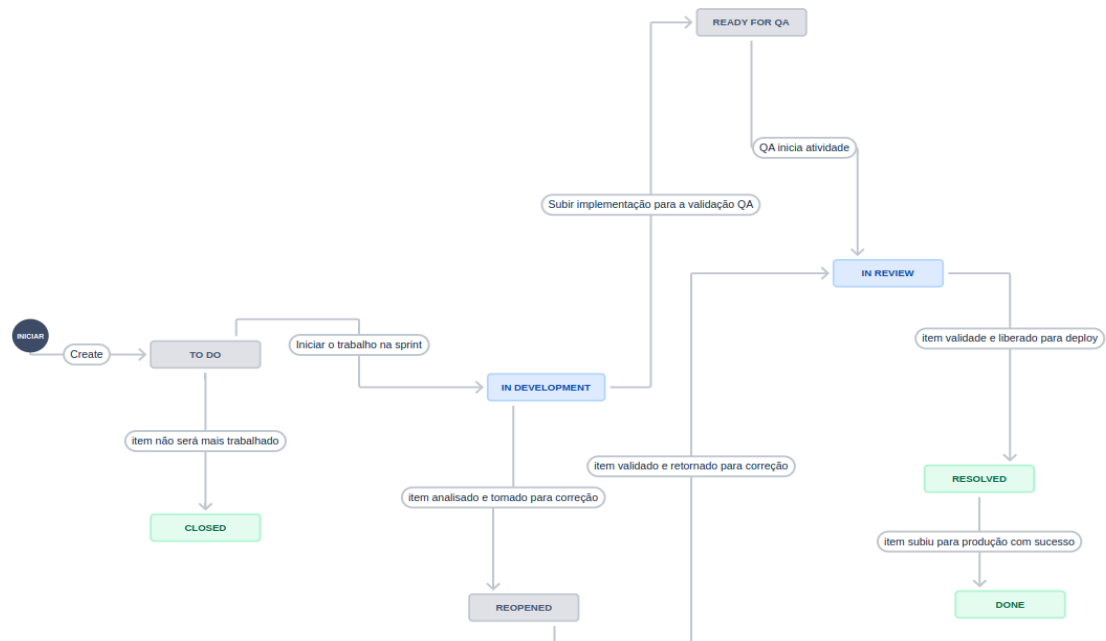 READY FOR QA
QA inicia atividade
Subir implementação para a validação QA
IN REVIEW
INICIAR
Create
TO DO
Iniciar o trabalho na sprint
item validade e liberado para deploy
IN DEVELOPMENT
item não será mais trabalhado
item validado e retornado para correção
RESOLVED
item analisado e tomado para correção
CLOSED
item subiu para produção com sucesso
REOPENED
DONE